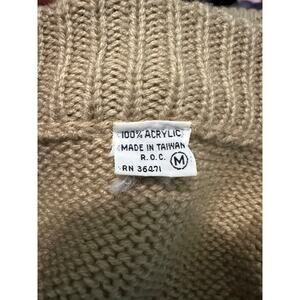 100% ACRYLIC
MADE IN TAIWAN
R.O.C. M
RN 36471